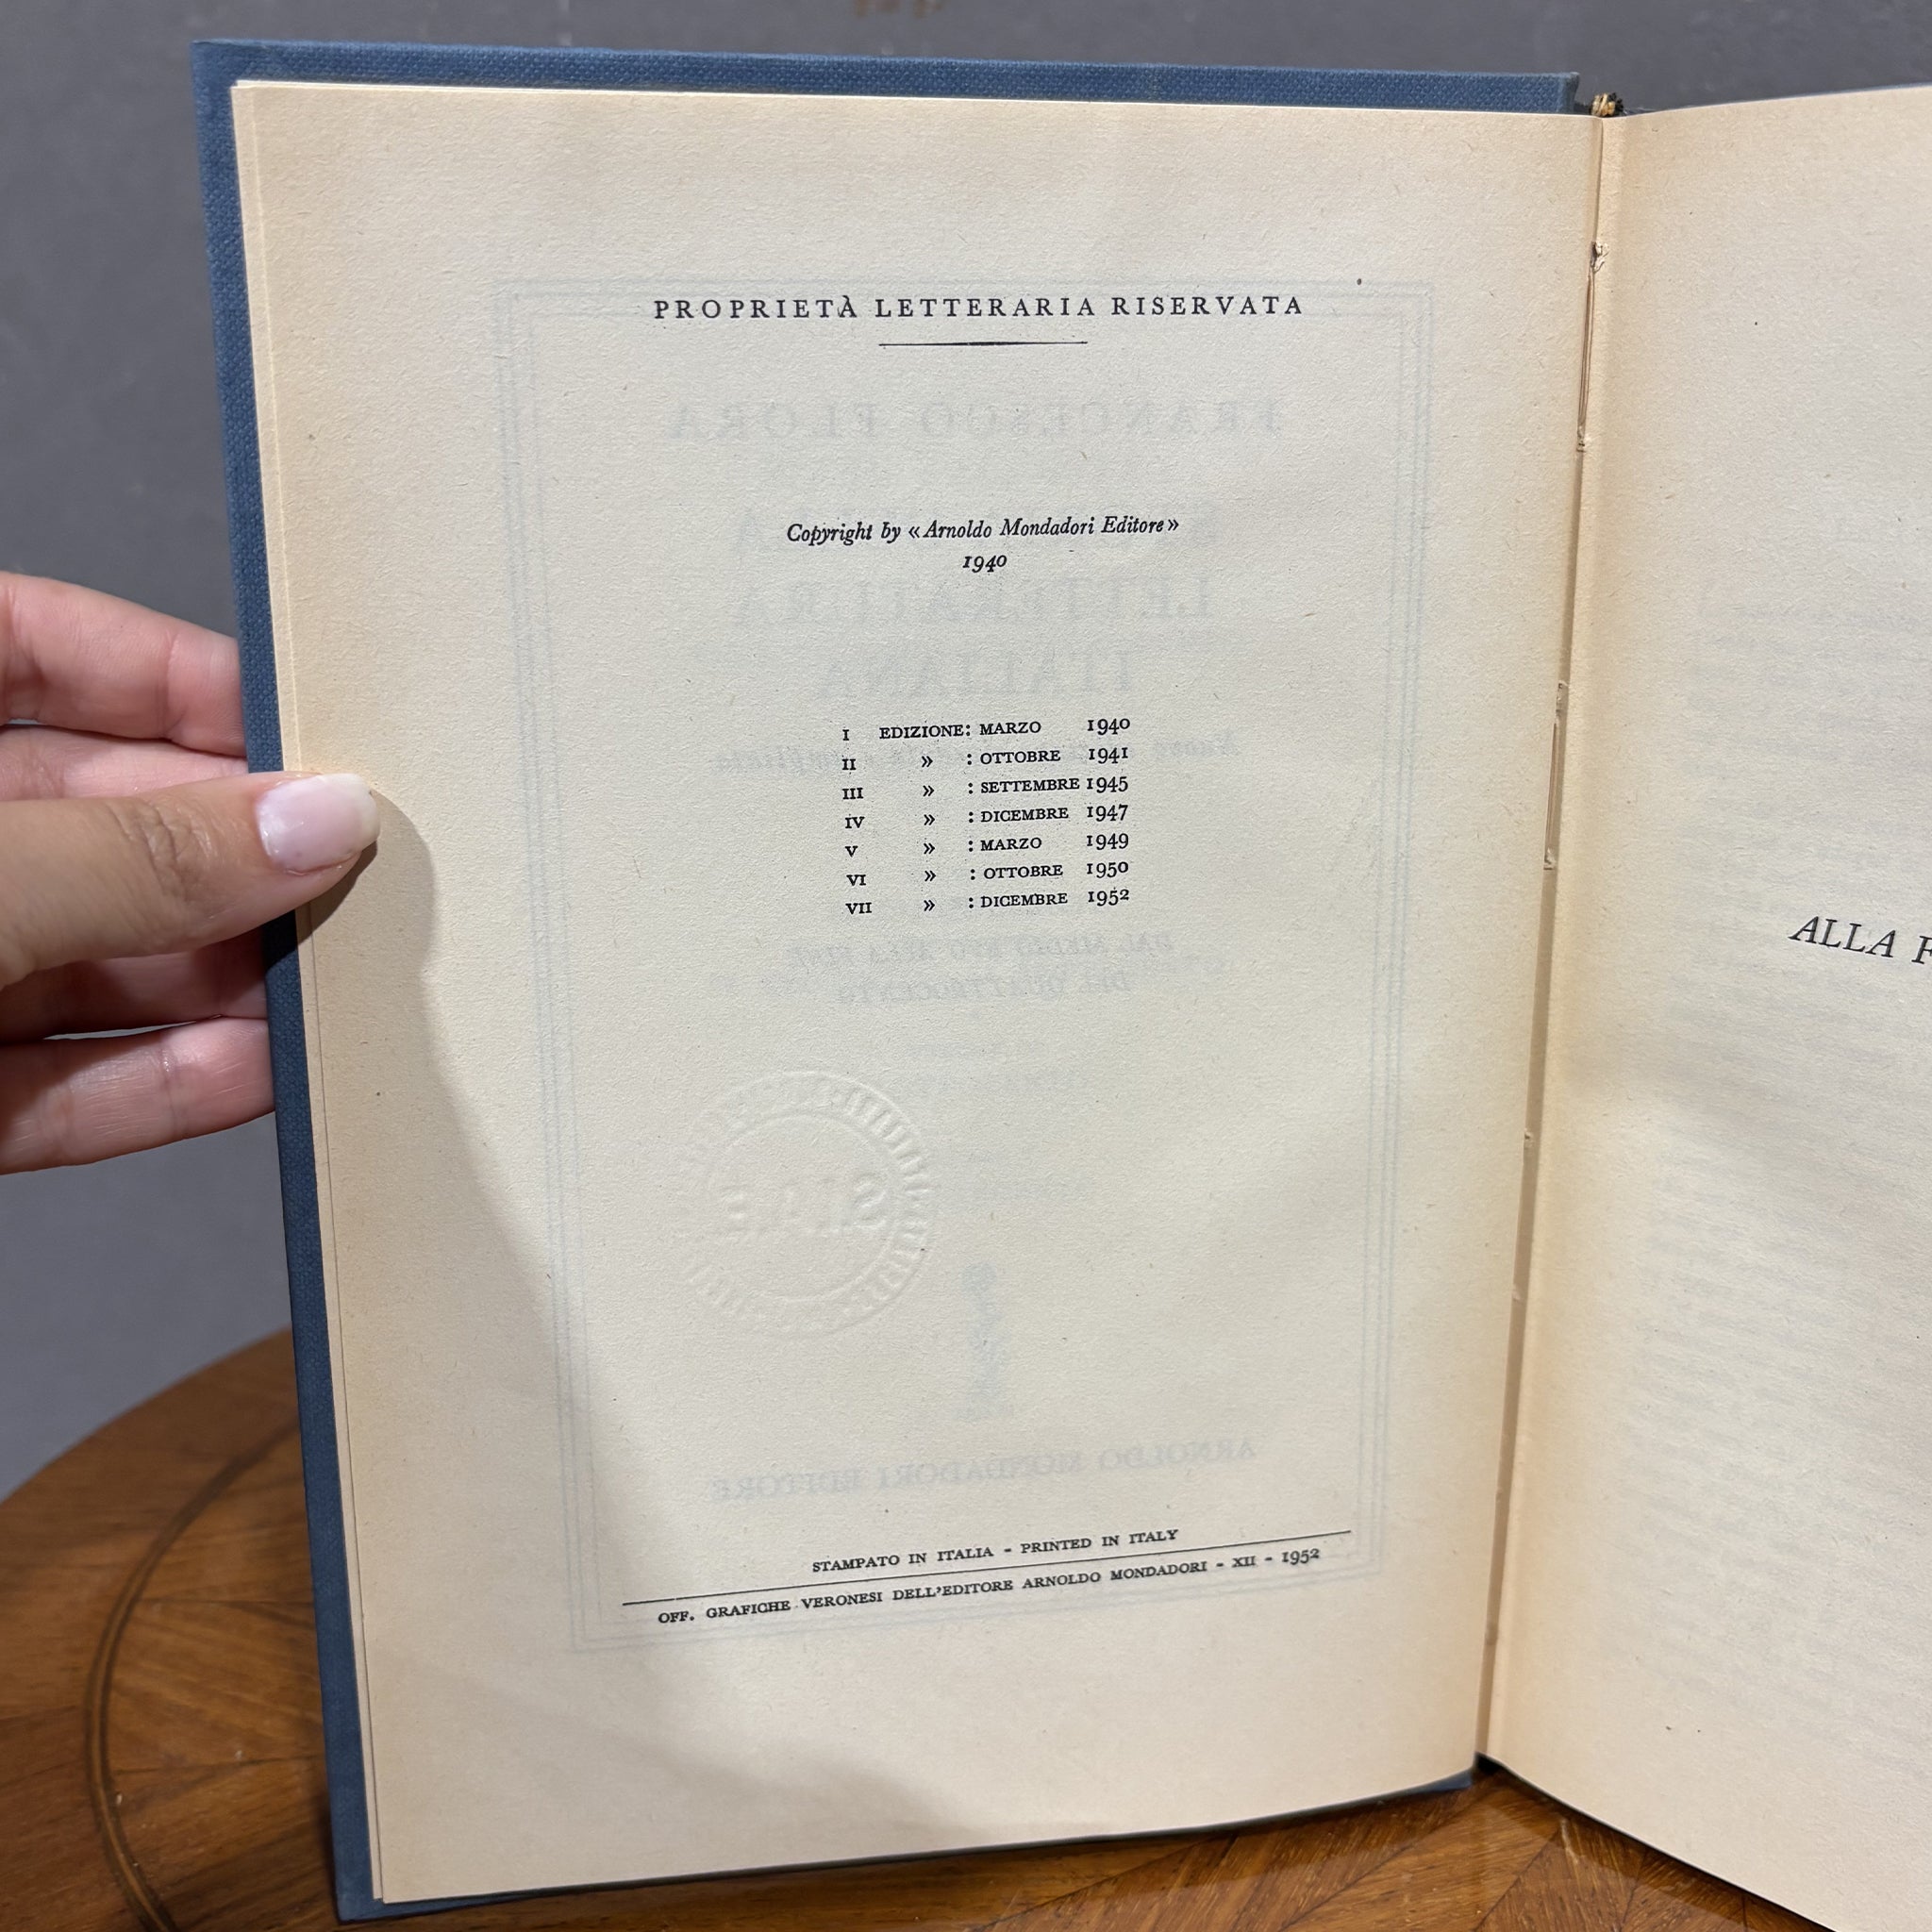 PROPRIETÀ LETTERARIA RISERVATA
Copyright by «Arnoldo Mondadori Editore»
1940
I EDIZIONE: MARZO 1940
II » : OTTOBRE 1941
III » : SETTEMBRE 1945
IV » : DICEMBRE 1947
V » : MARZO 1949
VI » : OTTOBRE 1950
VII » : DICEMBRE 1952
SIAE
STAMPATO IN ITALIA - PRINTED IN ITALY
OFF. GRAFICHE VERONESI DELL'EDITORE ARNOLDO MONDADORI - XII - 1952
ALLA